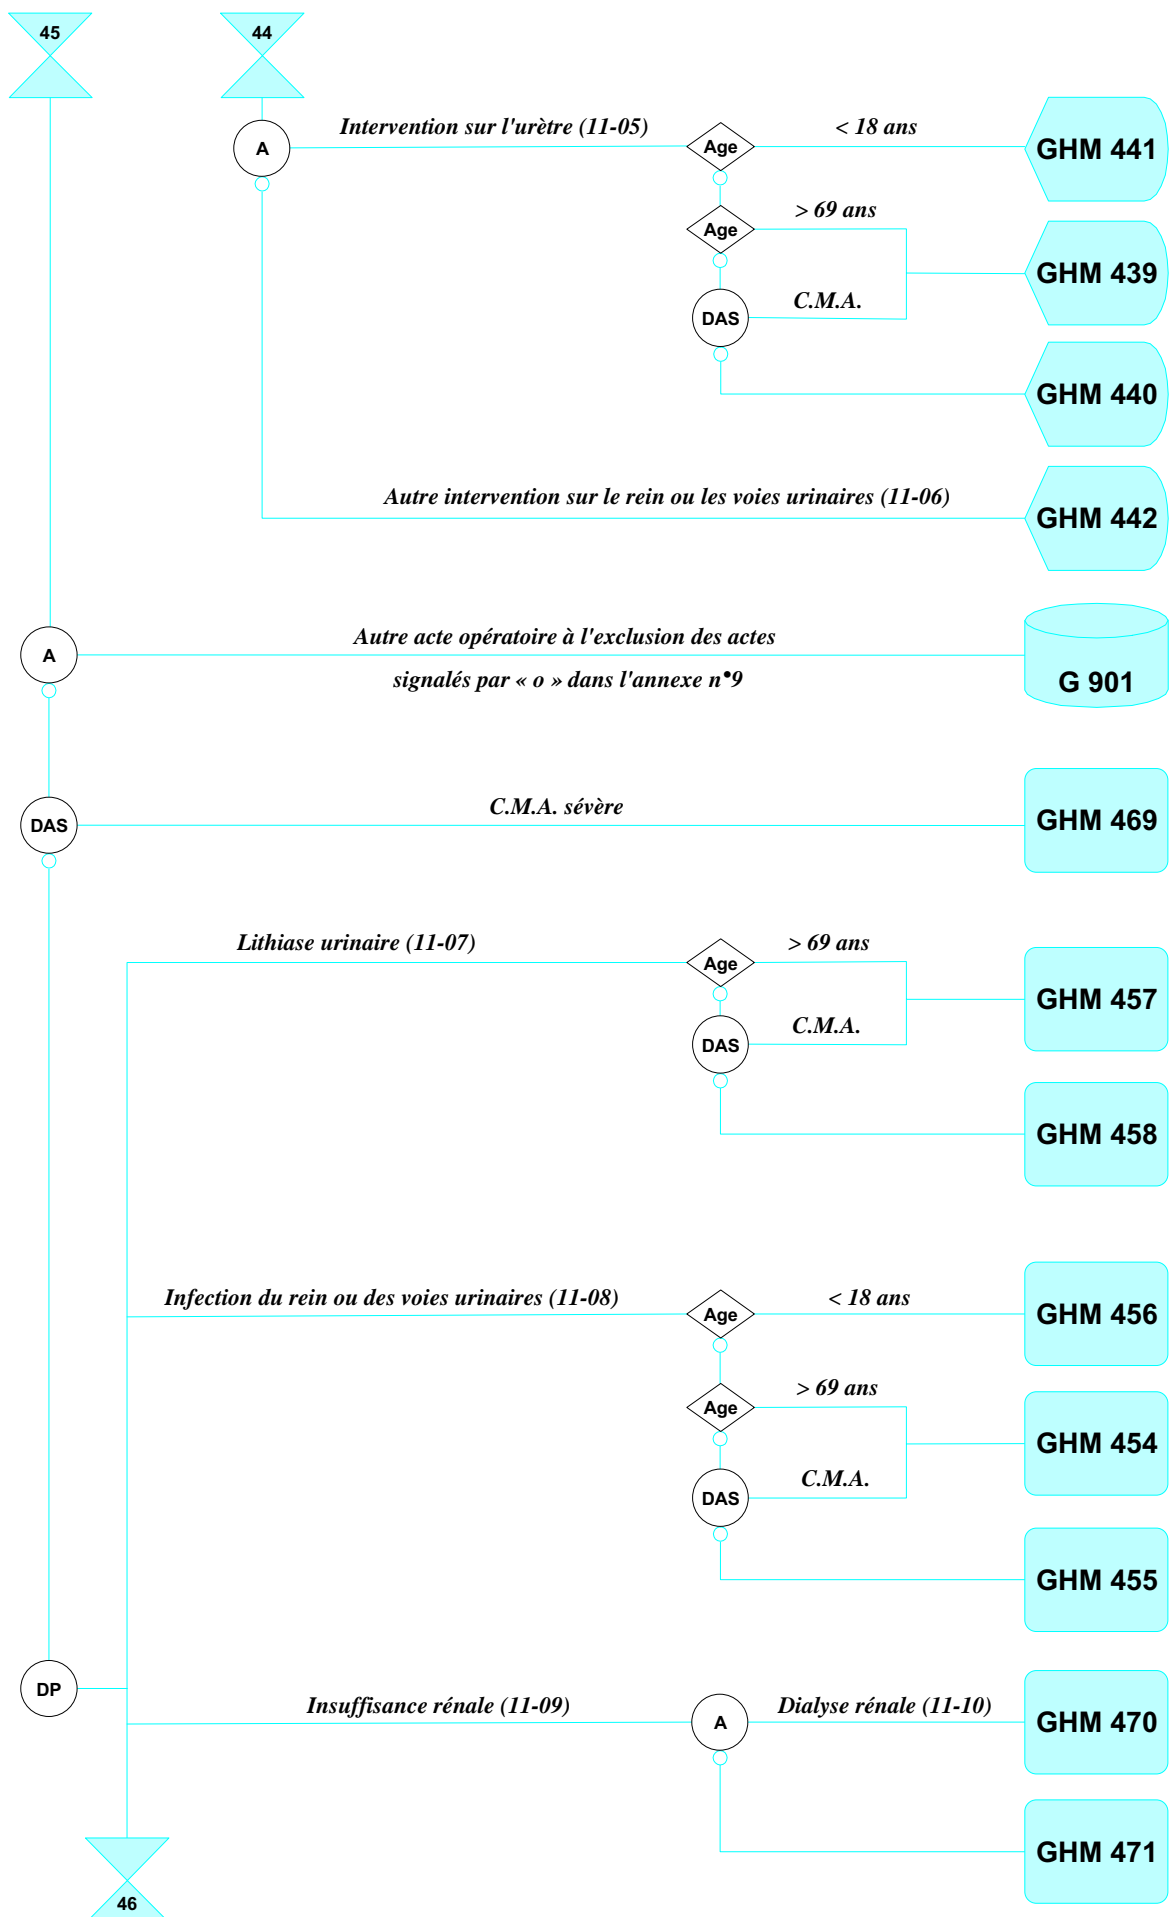 45
44
A
Intervention sur l'urètre (11-05)
Age
< 18 ans
GHM 441
Age
> 69 ans
GHM 439
DAS
C.M.A.
GHM 440
Autre intervention sur le rein ou les voies urinaires (11-06)
GHM 442
A
Autre acte opératoire à l'exclusion des actes
signalés par « o » dans l'annexe n°9
G 901
DAS
C.M.A. sévère
GHM 469
Lithiase urinaire (11-07)
Age
> 69 ans
GHM 457
DAS
C.M.A.
GHM 458
Infection du rein ou des voies urinaires (11-08)
Age
< 18 ans
GHM 456
Age
> 69 ans
GHM 454
DAS
C.M.A.
GHM 455
DP
Insuffisance rénale (11-09)
A
Dialyse rénale (11-10)
GHM 470
GHM 471
46